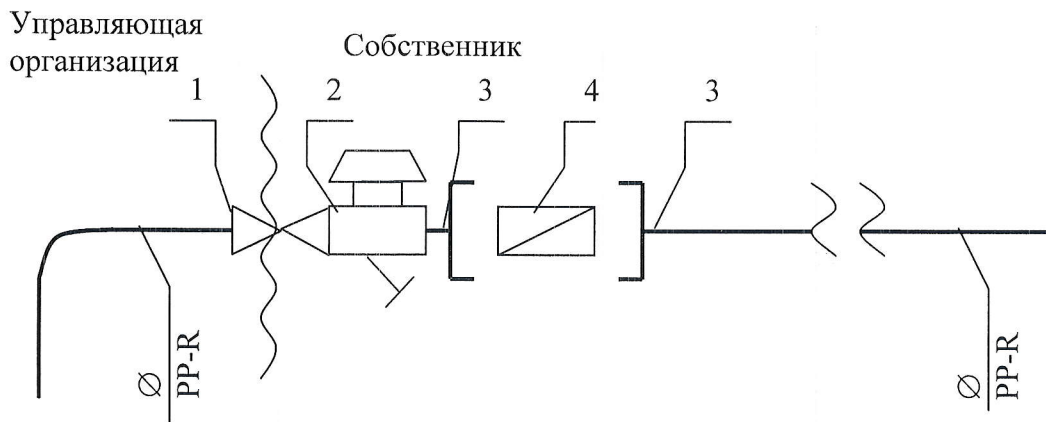 Управляющая
организация
Собственник
1
2
3
4
3
Ø
PP-R
Ø
PP-R